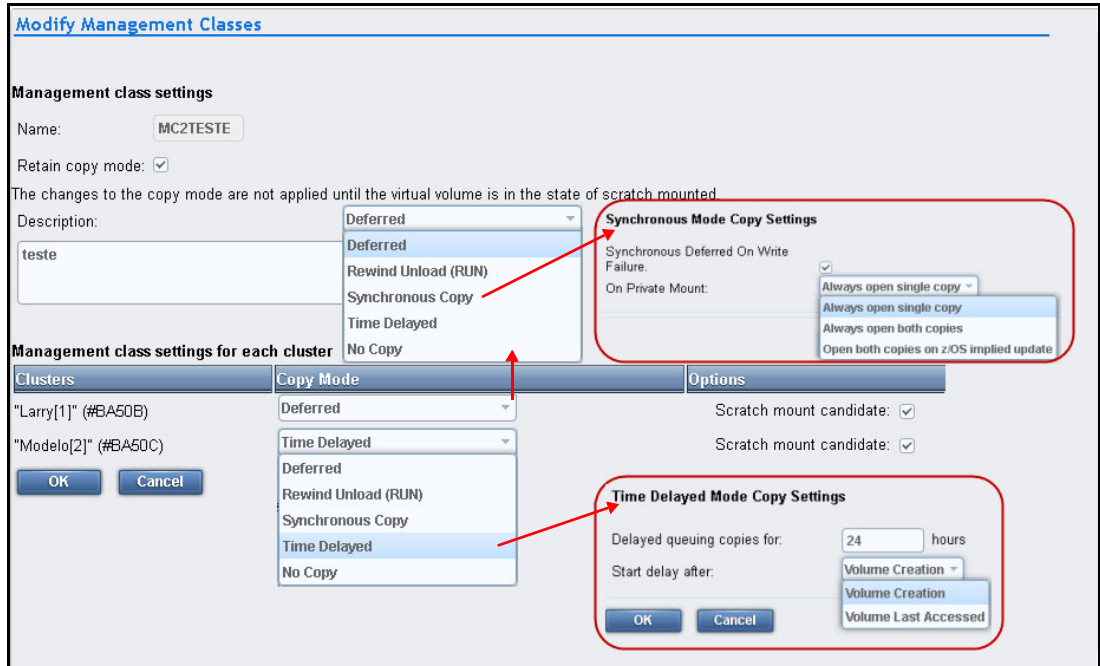 Modify Management Classes
Management class settings
Name: MC2TESTE
Retain copy mode:
The changes to the copy mode are not applied until the virtual volume is in the state of scratch mounted.
Description:
teste
Deferred
Deferred
Rewind Unload (RUN)
Synchronous Copy
Time Delayed
No Copy
Synchronous Mode Copy Settings
Synchronous Deferred On Write
Failure.
On Private Mount: Always open single copy
Always open single copy
Always open both copies
Open both copies on z/OS implied update
Management class settings for each cluster
Clusters Copy Mode Options
"Larry[1]" (#BA50B) Deferred Scratch mount candidate:
"Modelo[2]" (#BA50C) Time Delayed Scratch mount candidate:
Deferred
Rewind Unload (RUN)
Synchronous Copy
Time Delayed
No Copy
OK Cancel
Time Delayed Mode Copy Settings
Delayed queuing copies for: 24 hours
Start delay after: Volume Creation
Volume Creation
Volume Last Accessed
OK Cancel